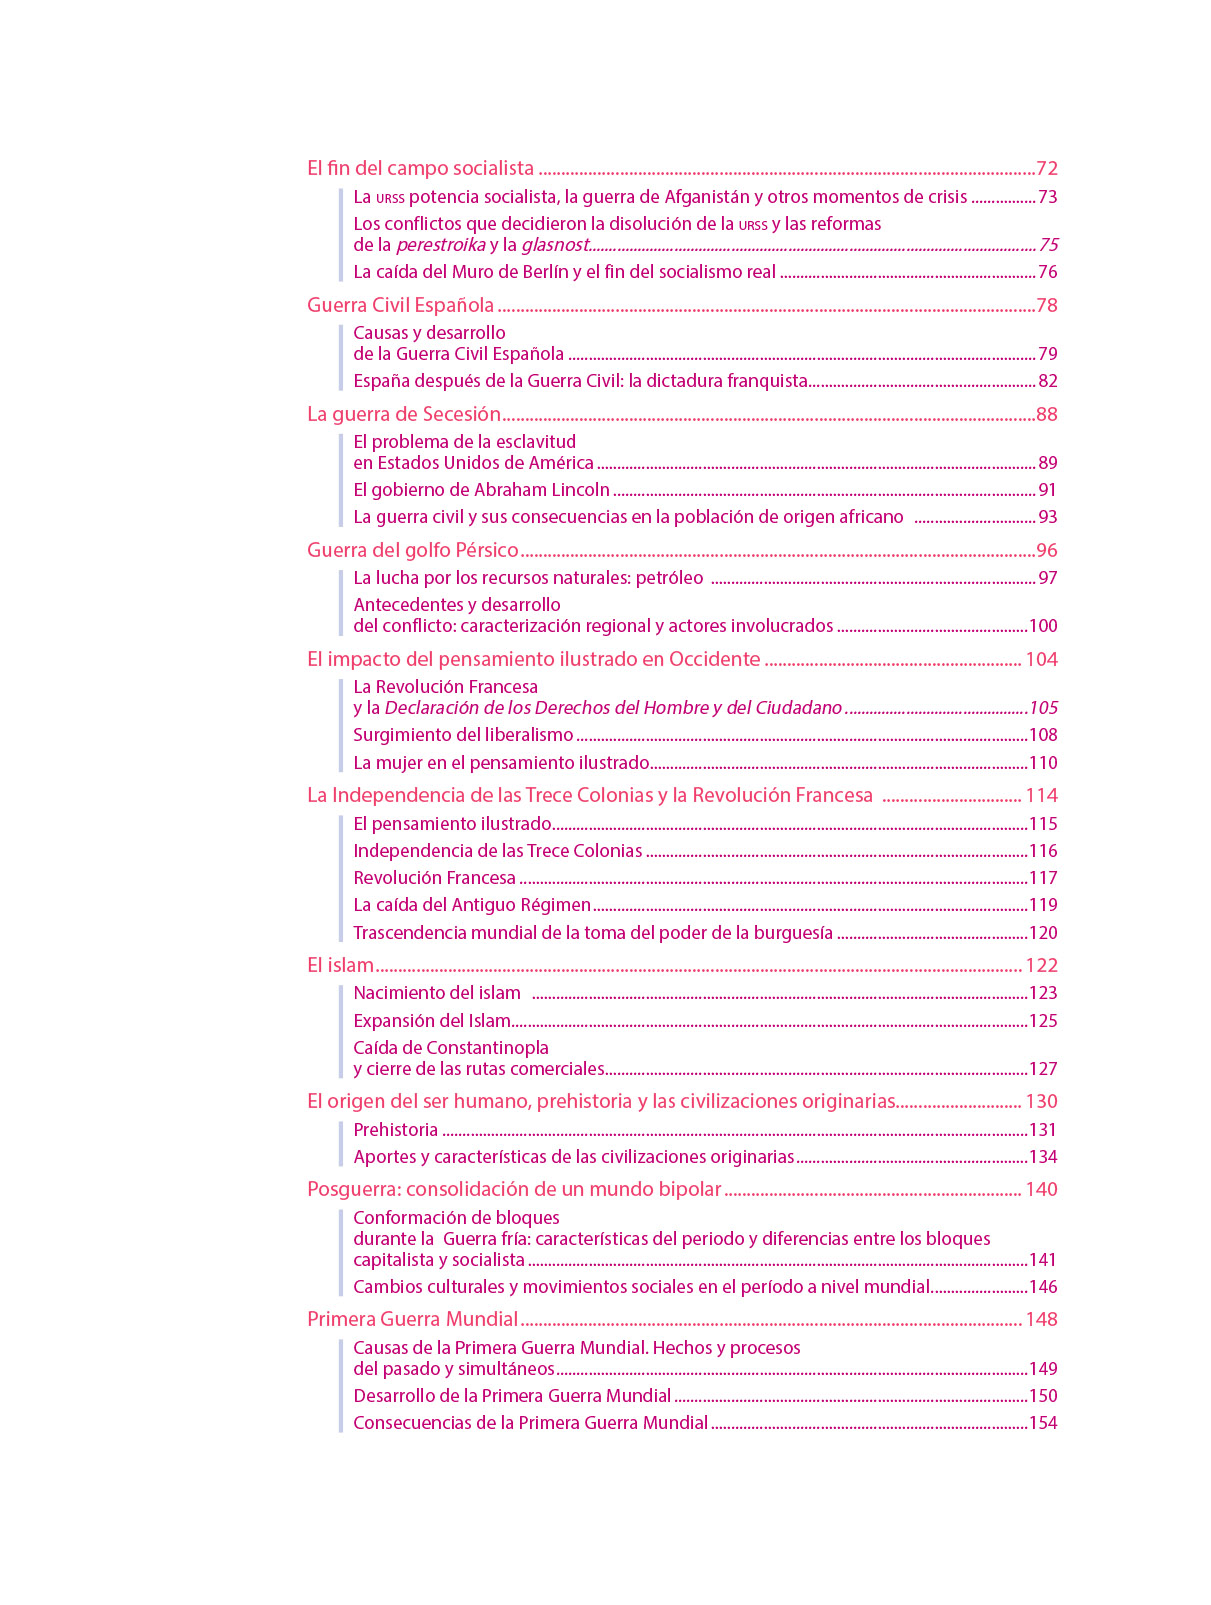 El fin del campo socialista ..........72
La URSS potencia socialista, la guerra de Afganistán y otros momentos de crisis ..........73
Los conflictos que decidieron la disolución de la URSS y las reformas
de la perestroika y la glasnost..........75
La caída del Muro de Berlín y el fin del socialismo real ..........76
Guerra Civil Española ..........78
Causas y desarrollo
de la Guerra Civil Española ..........79
España después de la Guerra Civil: la dictadura franquista..........82
La guerra de Secesión..........88
El problema de la esclavitud
en Estados Unidos de América ..........89
El gobierno de Abraham Lincoln ..........91
La guerra civil y sus consecuencias en la población de origen africano ..........93
Guerra del golfo Pérsico..........96
La lucha por los recursos naturales: petróleo ..........97
Antecedentes y desarrollo
del conflicto: caracterización regional y actores involucrados ..........100
El impacto del pensamiento ilustrado en Occidente ..........104
La Revolución Francesa
y la Declaración de los Derechos del Hombre y del Ciudadano ..........105
Surgimiento del liberalismo ..........108
La mujer en el pensamiento ilustrado..........110
La Independencia de las Trece Colonias y la Revolución Francesa ..........114
El pensamiento ilustrado..........115
Independencia de las Trece Colonias ..........116
Revolución Francesa ..........117
La caída del Antiguo Régimen..........119
Trascendencia mundial de la toma del poder de la burguesía ..........120
El islam..........122
Nacimiento del islam ..........123
Expansión del Islam..........125
Caída de Constantinopla
y cierre de las rutas comerciales..........127
El origen del ser humano, prehistoria y las civilizaciones originarias..........130
Prehistoria ..........131
Aportes y características de las civilizaciones originarias..........134
Posguerra: consolidación de un mundo bipolar ..........140
Conformación de bloques
durante la Guerra fría: características del periodo y diferencias entre los bloques
capitalista y socialista ..........141
Cambios culturales y movimientos sociales en el período a nivel mundial..........146
Primera Guerra Mundial..........148
Causas de la Primera Guerra Mundial. Hechos y procesos
del pasado y simultáneos..........149
Desarrollo de la Primera Guerra Mundial ..........150
Consecuencias de la Primera Guerra Mundial ..........154